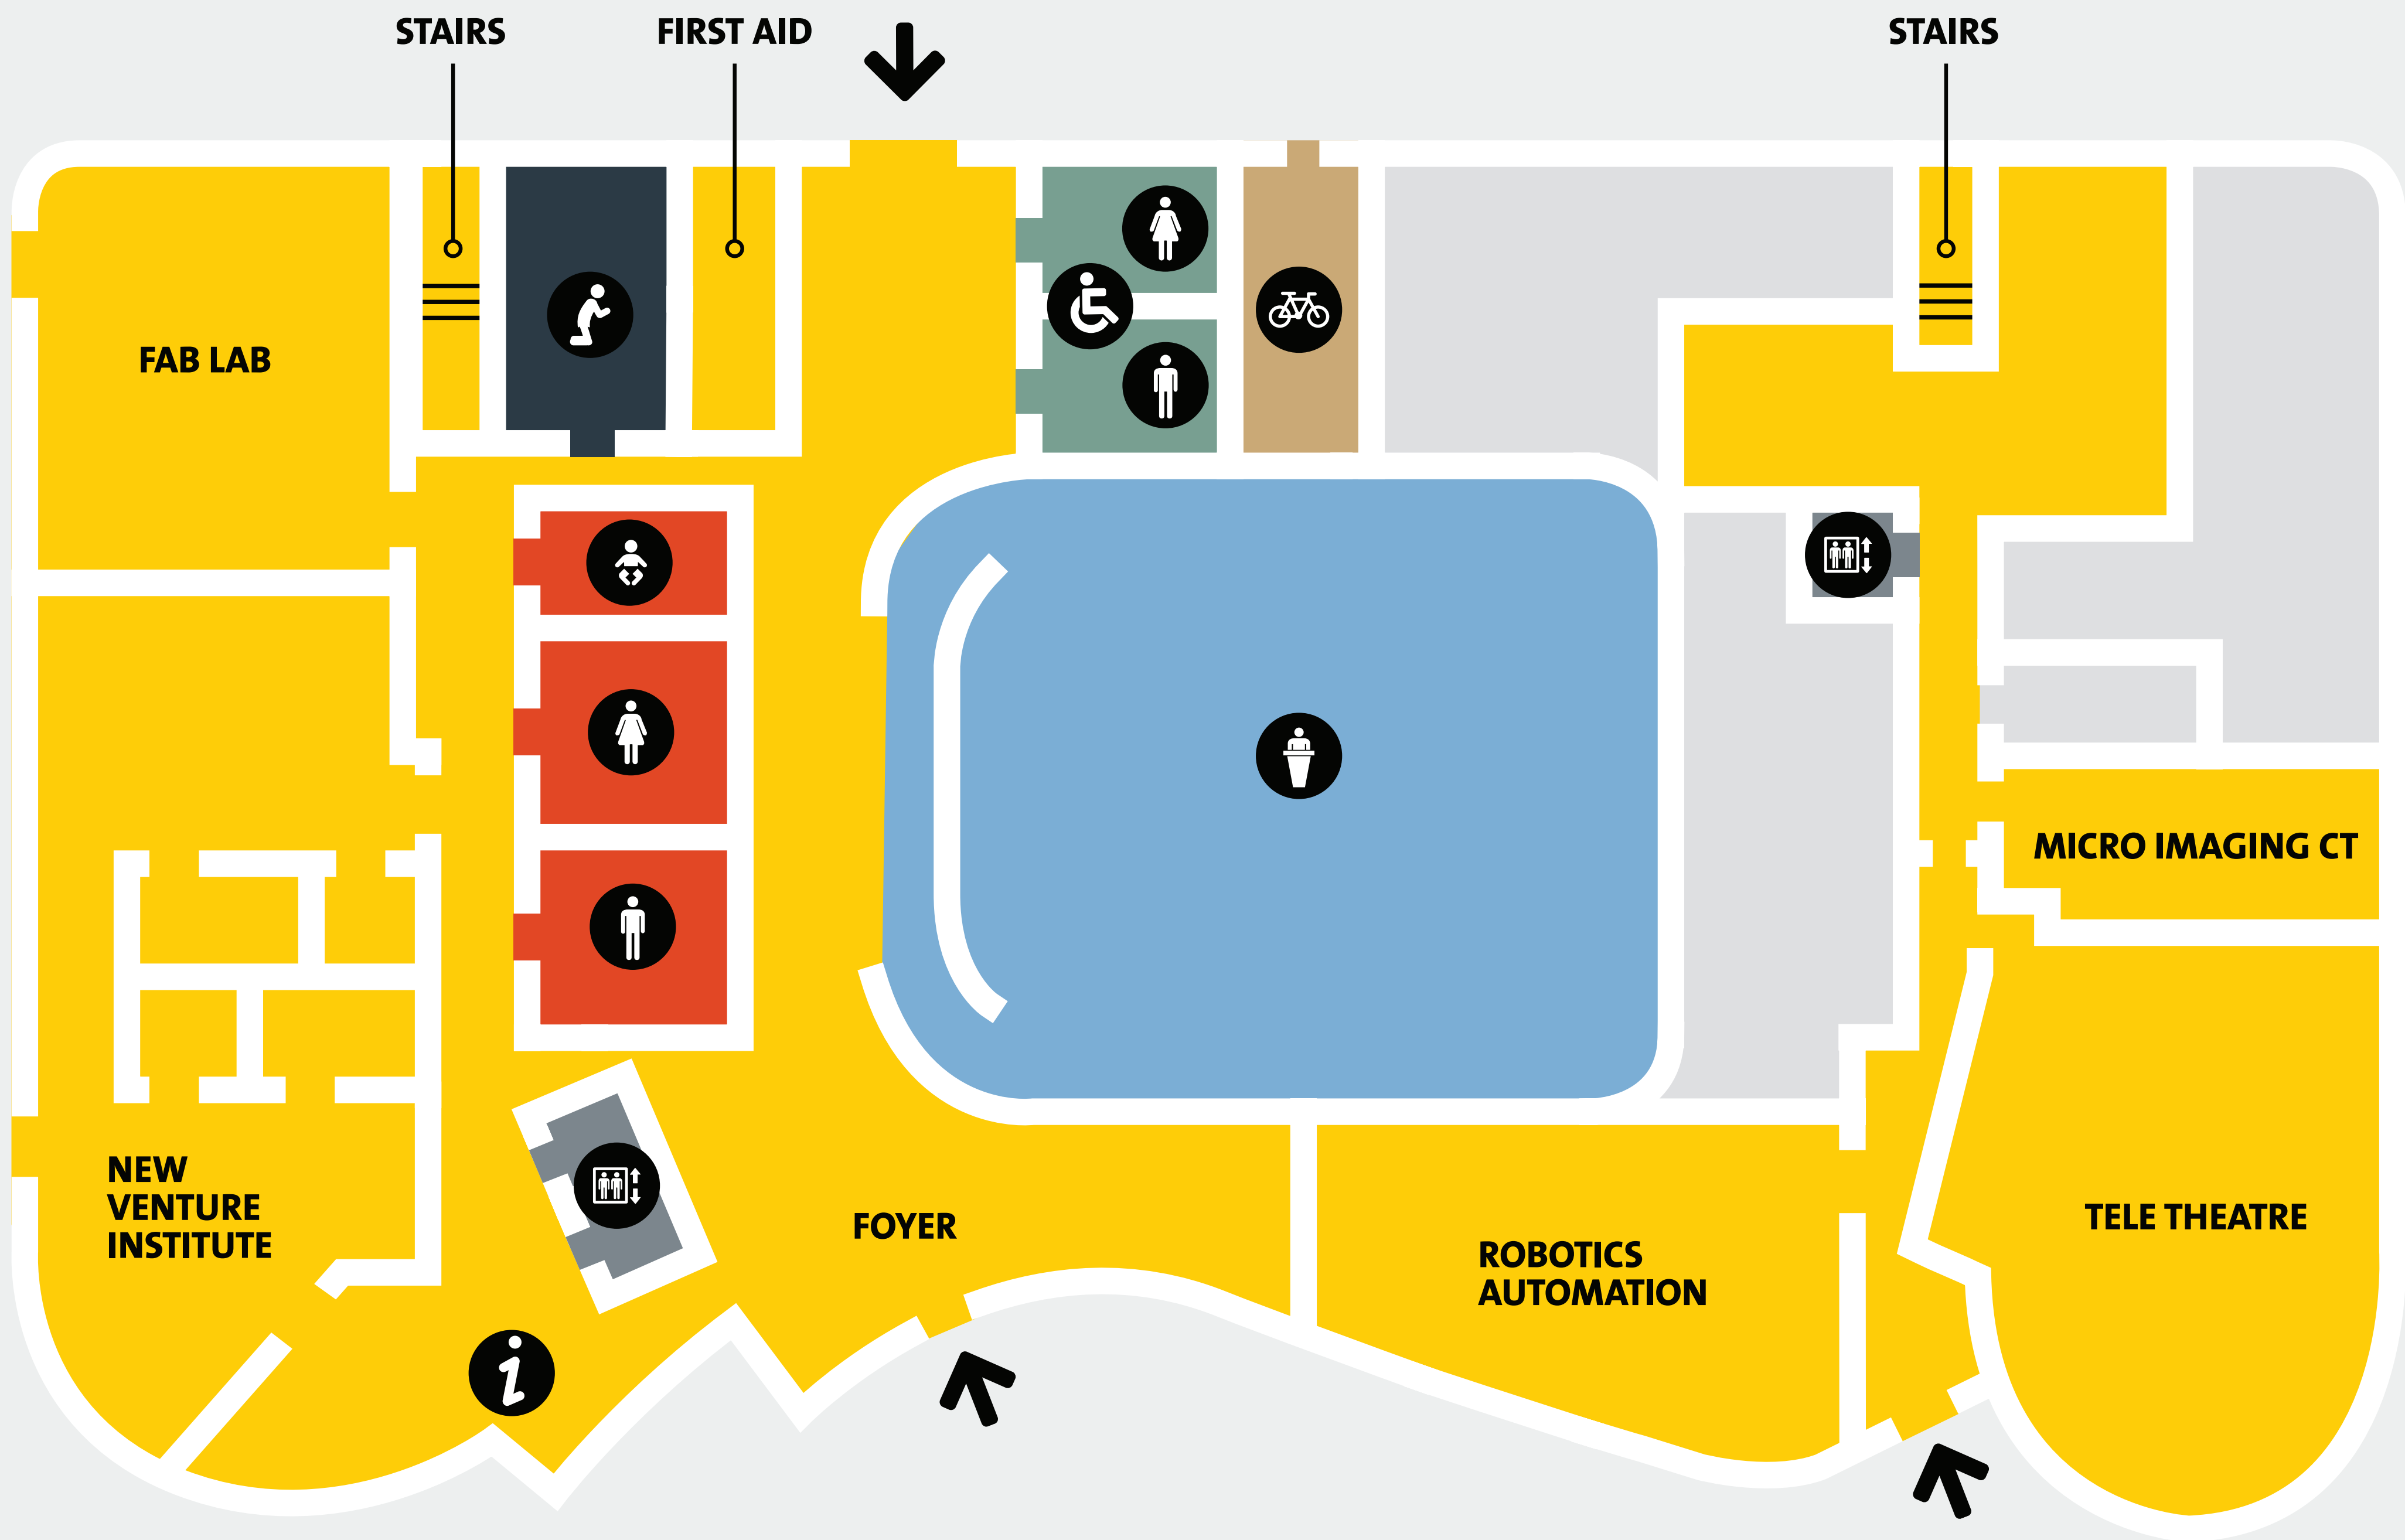 STAIRS
FIRST AID
STAIRS
FAB LAB
MICRO IMAGING CT
NEW
VENTURE
INSTITUTE
FOYER
ROBOTICS
AUTOMATION
TELE THEATRE